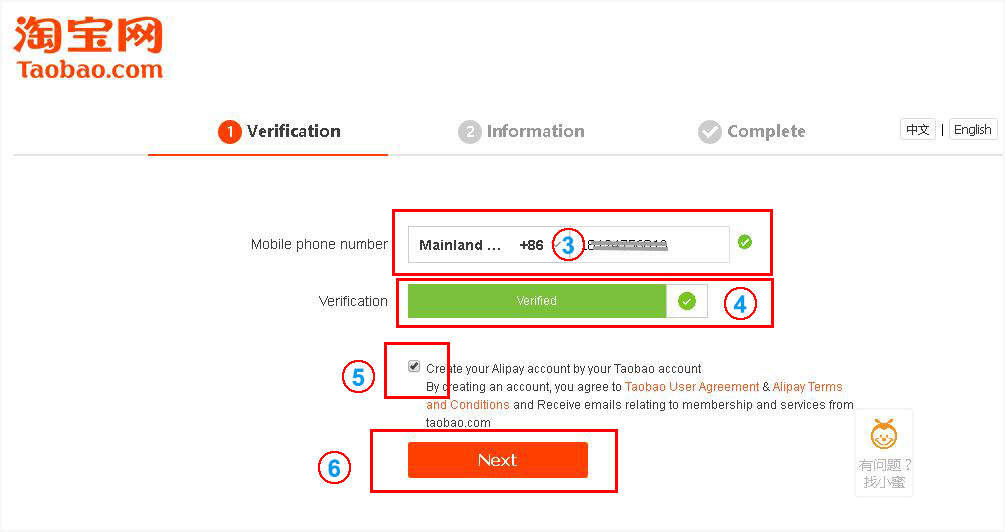 淘宝网
Taobao.com
1 Verification
2 Information
Complete
中文 | English
Mobile phone number
Mainland ... +86
3
Verification
Verified
4
5
Create your Alipay account by your Taobao account
By creating an account, you agree to Taobao User Agreement & Alipay Terms
and Conditions and Receive emails relating to membership and services from
taobao.com
6
Next
有问题？
找小蜜